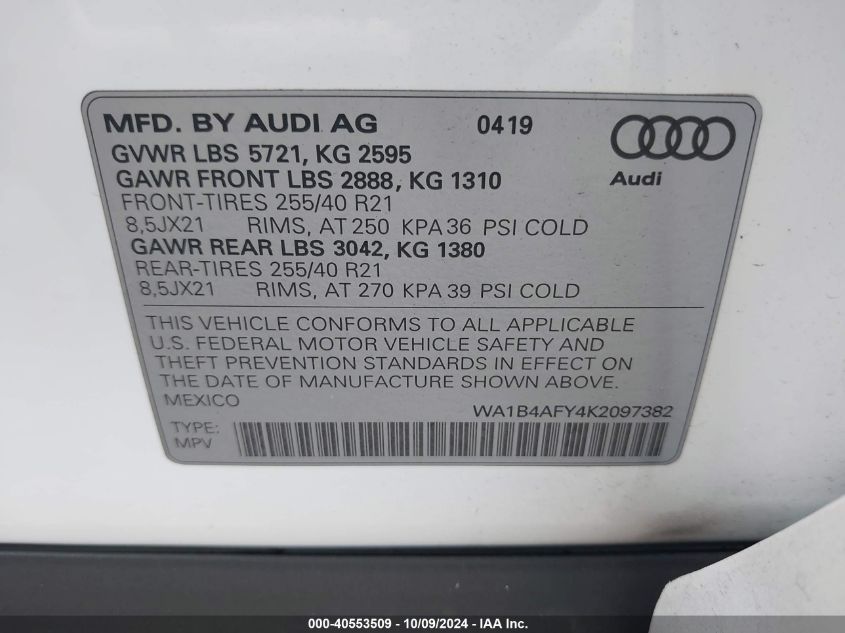 MFD. BY AUDI AG 0419
GVWR LBS 5721, KG 2595
GAWR FRONT LBS 2888, KG 1310
FRONT-TIRES 255/40 R21
8,5JX21 RIMS, AT 250 KPA 36 PSI COLD
GAWR REAR LBS 3042, KG 1380
REAR-TIRES 255/40 R21
8,5JX21 RIMS, AT 270 KPA 39 PSI COLD
Audi
THIS VEHICLE CONFORMS TO ALL APPLICABLE
U.S. FEDERAL MOTOR VEHICLE SAFETY AND
THEFT PREVENTION STANDARDS IN EFFECT ON
THE DATE OF MANUFACTURE SHOWN ABOVE.
MEXICO
WA1B4AFY4K2097382
TYPE:
MPV
000-40553509 - 10/09/2024 - IAA Inc.